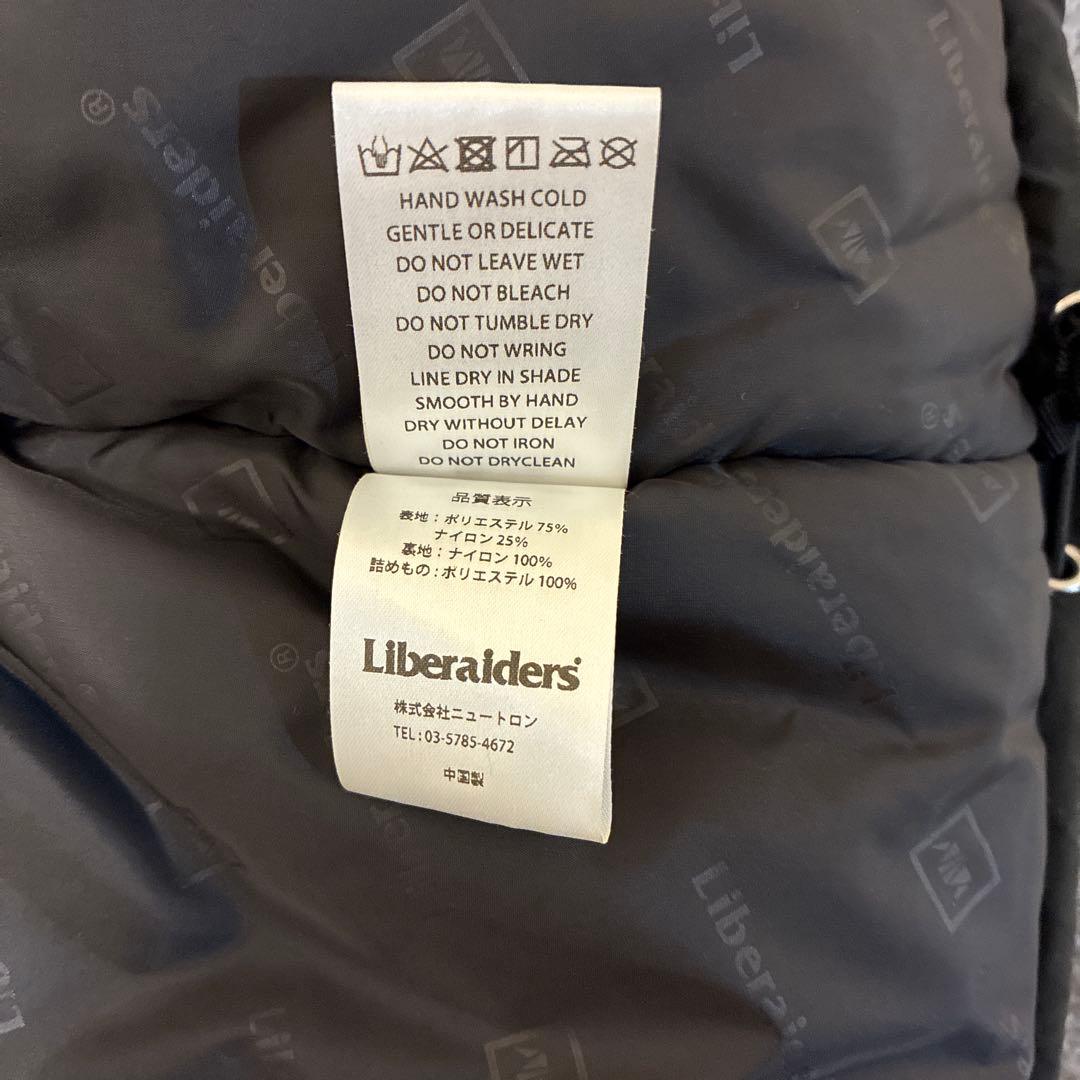 HAND WASH COLD
GENTLE OR DELICATE
DO NOT LEAVE WET
DO NOT BLEACH
DO NOT TUMBLE DRY
DO NOT WRING
LINE DRY IN SHADE
SMOOTH BY HAND
DRY WITHOUT DELAY
DO NOT IRON
DO NOT DRYCLEAN
品質表示
表地:ポリエステル 75%
ナイロン 25%
裏地:ナイロン 100%
詰めもの:ポリエステル 100%
Liberaiders
株式会社ニュートロン
TEL:03-5785-4672
中国製
Liberaiders®